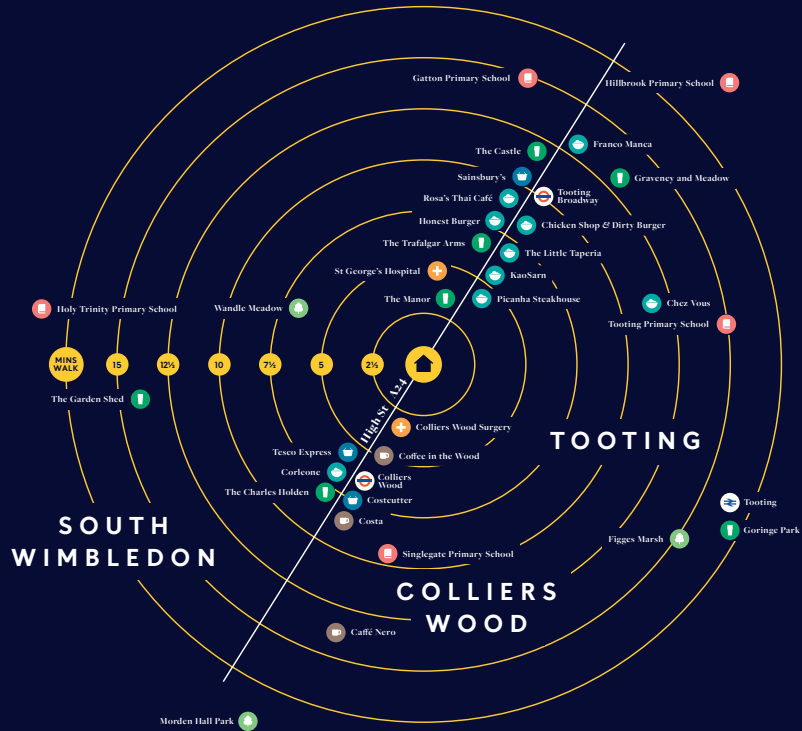 Gatton Primary School
Hillbrook Primary School
The Castle
Franco Manca
Sainsbury's
Graveney and Meadow
Rosa's Thai Café
Tooting
Broadway
Honest Burger
Chicken Shop & Dirty Burger
The Trafalgar Arms
The Little Taperia
St George's Hospital
KaoSarn
The Manor
Picanha Steakhouse
Holy Trinity Primary School
Wandle Meadow
Chez Vous
Tooting Primary School
MINS
WALK
15
12½
10
7½
5
2½
The Garden Shed
High St A24
Colliers Wood Surgery
TOOTING
Tesco Express
Coffee in the Wood
Corleone
Colliers
Wood
The Charles Holden
Costcutter
Costa
Tooting
Goringe Park
Figges Marsh
SOUTH
WIMBLEDON
Singlegate Primary School
COLLIERS
WOOD
Caffé Nero
Morden Hall Park